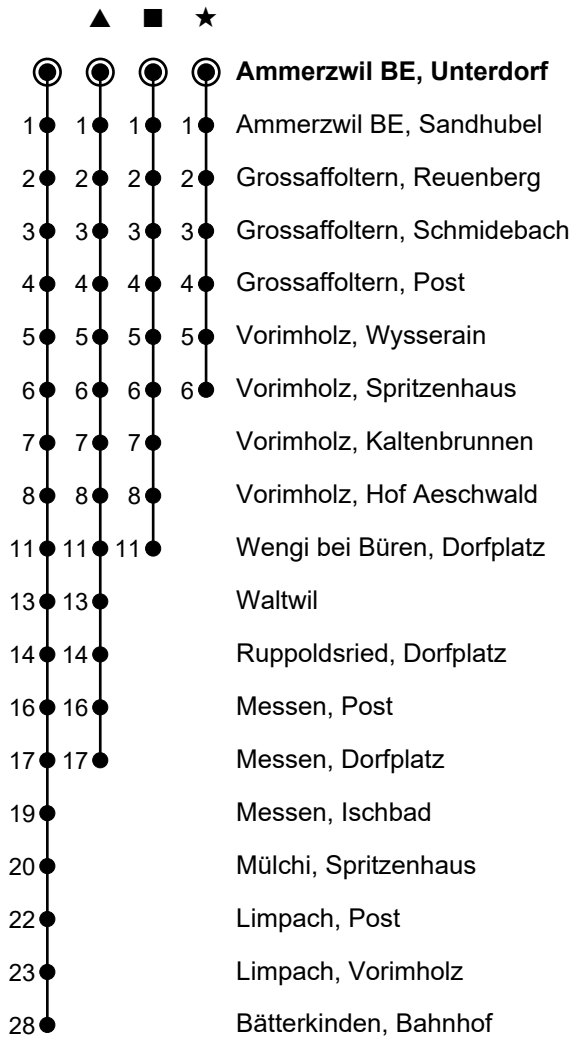 ▲ ■ ★
Ammerzwil BE, Unterdorf
1 1 1 1 Ammerzwil BE, Sandhubel
2 2 2 2 Grossaffoltern, Reuenberg
3 3 3 3 Grossaffoltern, Schmidebach
4 4 4 4 Grossaffoltern, Post
5 5 5 5 Vorimholz, Wysserain
6 6 6 6 Vorimholz, Spritzenhaus
7 7 7 Vorimholz, Kaltenbrunnen
8 8 8 Vorimholz, Hof Aeschwald
11 11 11 Wengi bei Büren, Dorfplatz
13 13 Waltwil
14 14 Ruppoldsried, Dorfplatz
16 16 Messen, Post
17 17 Messen, Dorfplatz
19 Messen, Ischbad
20 Mülchi, Spritzenhaus
22 Limpach, Post
23 Limpach, Vorimholz
28 Bätterkinden, Bahnhof